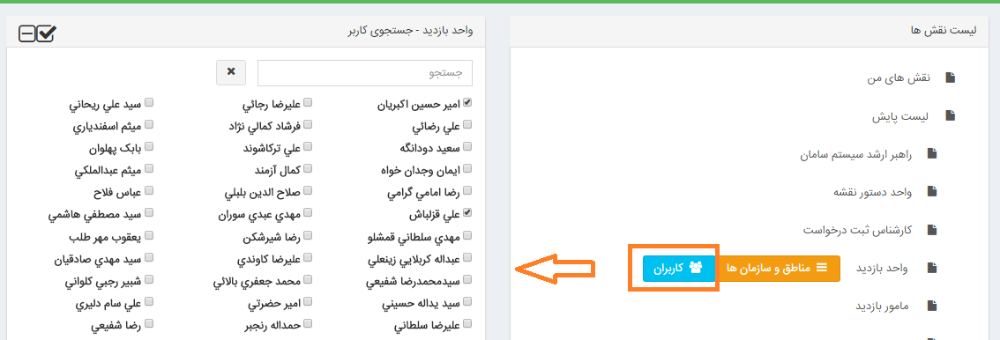 لیست نقش ها
نقش های من
لیست پایش
راهبر ارشد سیستم سامان
واحد دستور نقشه
کارشناس ثبت درخواست
واحد بازدید مناطق و سازمان ها کاربران
مامور بازدید
واحد بازدید - جستجوی کاربر
جستجو
امیر حسین اکبریان علیرضا رجائي سید علي ریحاني
علي رضائي فرشاد کمالي نژاد میثم اسفندیاري
سعید دودانگه علي ترکاشوند بابک پهلوان
ایمان وجدان خواه کمال آزمند میثم عبدالملکي
رضا امامي گرامي صلاح الدین بلبلي عباس فلاح
علي قزلباش مهدي عبدي سوران سید مصطفي هاشمي
مهدي سلطاني قمشلو رضا شیرشکن یعقوب مهر طلب
عبداله کربلایي زینعلي علیرضا کاوندي سید مهدي صادقیان
سیدمحمدرضا شفیعي محمد جعفري بالائي شبیر رجبي کلواني
سید یداله حسیني امیر حضرتي علي سام دلیري
علیرضا سلطاني حمداله رنجبر رضا شفیعي